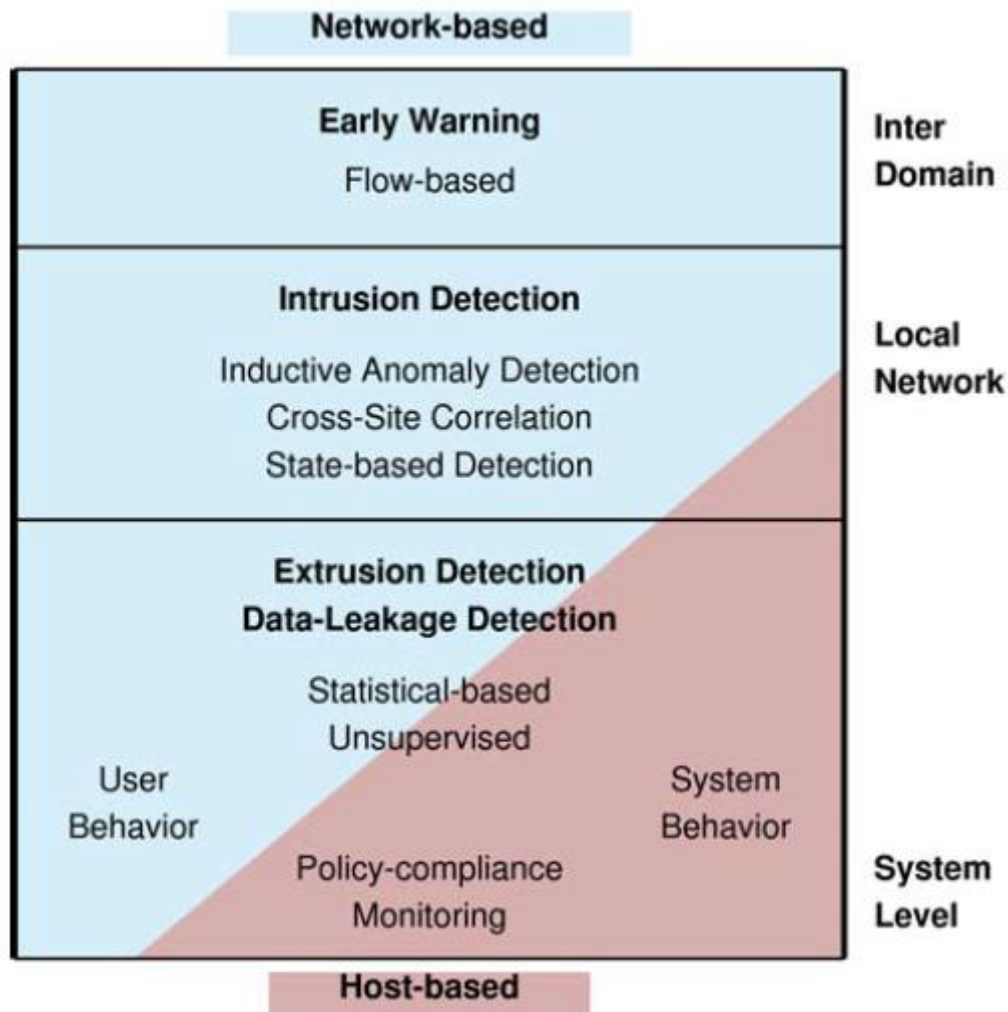 Network-based
Early Warning
Flow-based
Inter
Domain
Intrusion Detection
Inductive Anomaly Detection
Cross-Site Correlation
State-based Detection
Local
Network
Extrusion Detection
Data-Leakage Detection
Statistical-based
Unsupervised
User
Behavior
System
Behavior
Policy-compliance
Monitoring
System
Level
Host-based